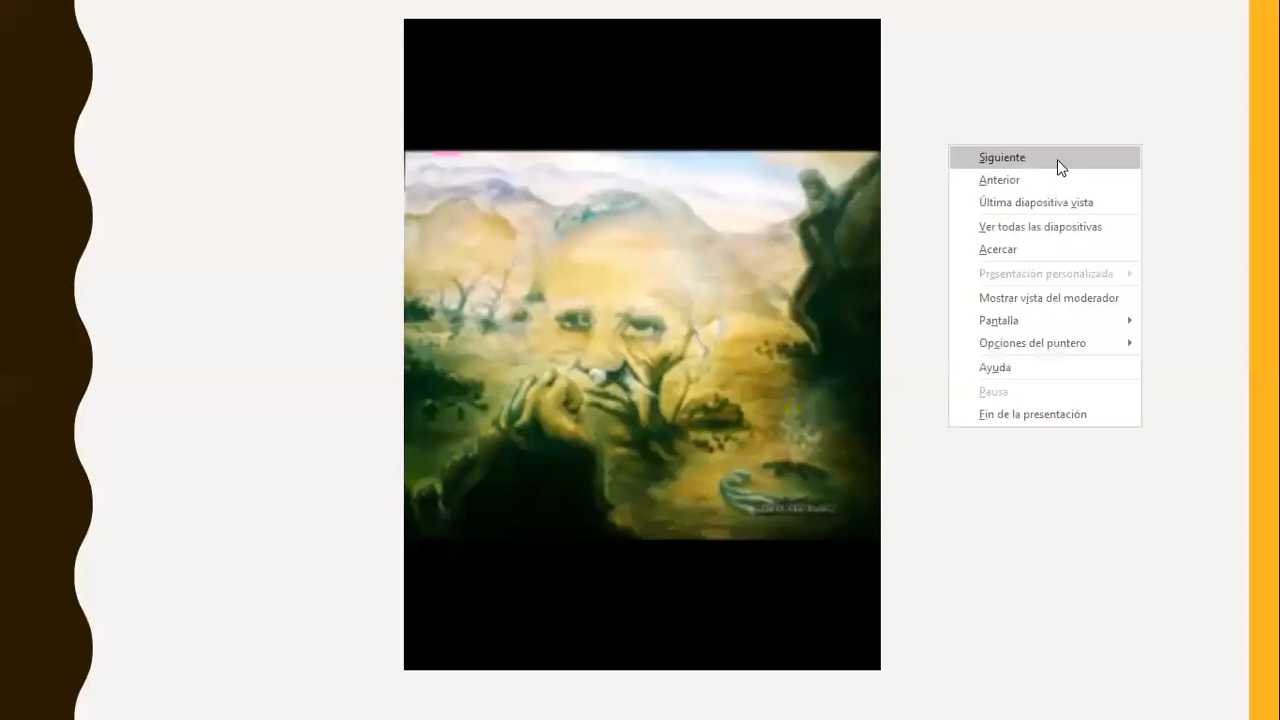 Siguiente
Anterior
Última diapositiva vista
Ver todas las diapositivas
Acercar
Presentación personalizada
Mostrar vista del moderador
Pantalla
Opciones del puntero
Ayuda
Pausa
Fin de la presentación